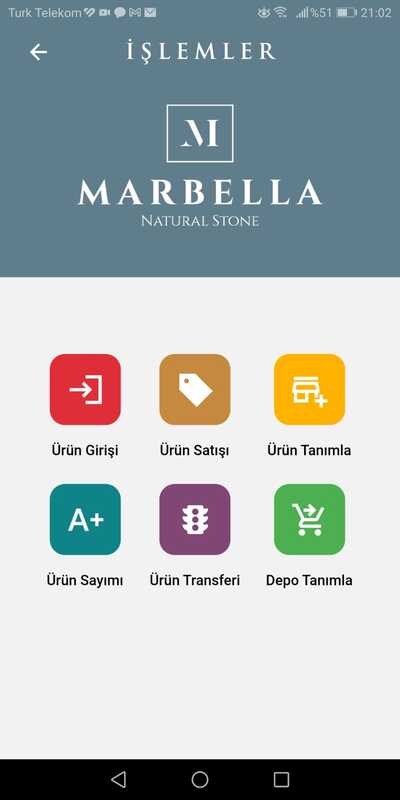 Turk Telekom %51 21:02
İŞLEMLER
M
MARBELLA
NATURAL STONE
Ürün Girişi Ürün Satışı Ürün Tanımla
A+
Ürün Sayımı Ürün Transferi Depo Tanımla